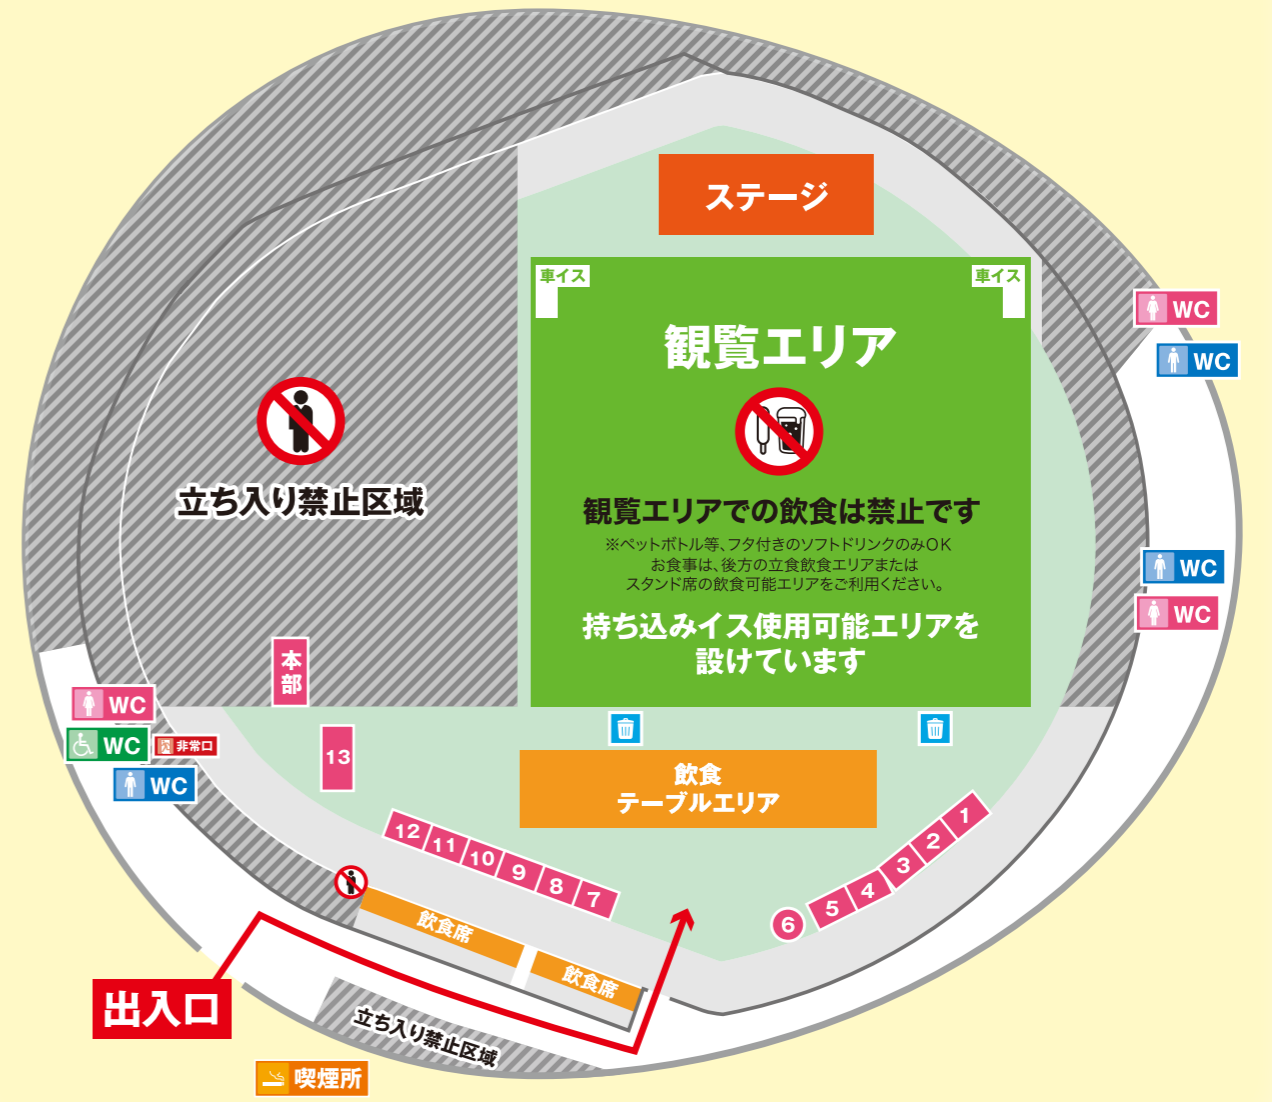 ステージ
車イス
車イス
観覧エリア
観覧エリアでの飲食は禁止です
※ペットボトル等、フタ付きのソフトドリンクのみOK
お食事は、後方の立食飲食エリアまたは
スタンド席の飲食可能エリアをご利用ください。
持ち込みイス使用可能エリアを
設けています
立ち入り禁止区域
WC
WC
WC
WC
本部
WC
WC
非常口
WC
13
飲食
テーブルエリア
12
11
10
9
8
7
1
2
3
4
5
6
飲食席
飲食席
出入口
立ち入り禁止区域
喫煙所